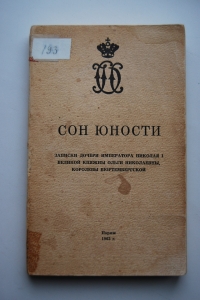 193
СОН ЮНОСТИ
ЗАПИСКИ ДОЧЕРИ ИМПЕРАТОРА НИКОЛАЯ I
ВЕЛИКОЙ КНЯЖНЫ ОЛЬГИ НИКОЛАЕВНЫ,
КОРОЛЕВЫ ВЮРТЕМБЕРГСКОЙ
Париж
1963 г.